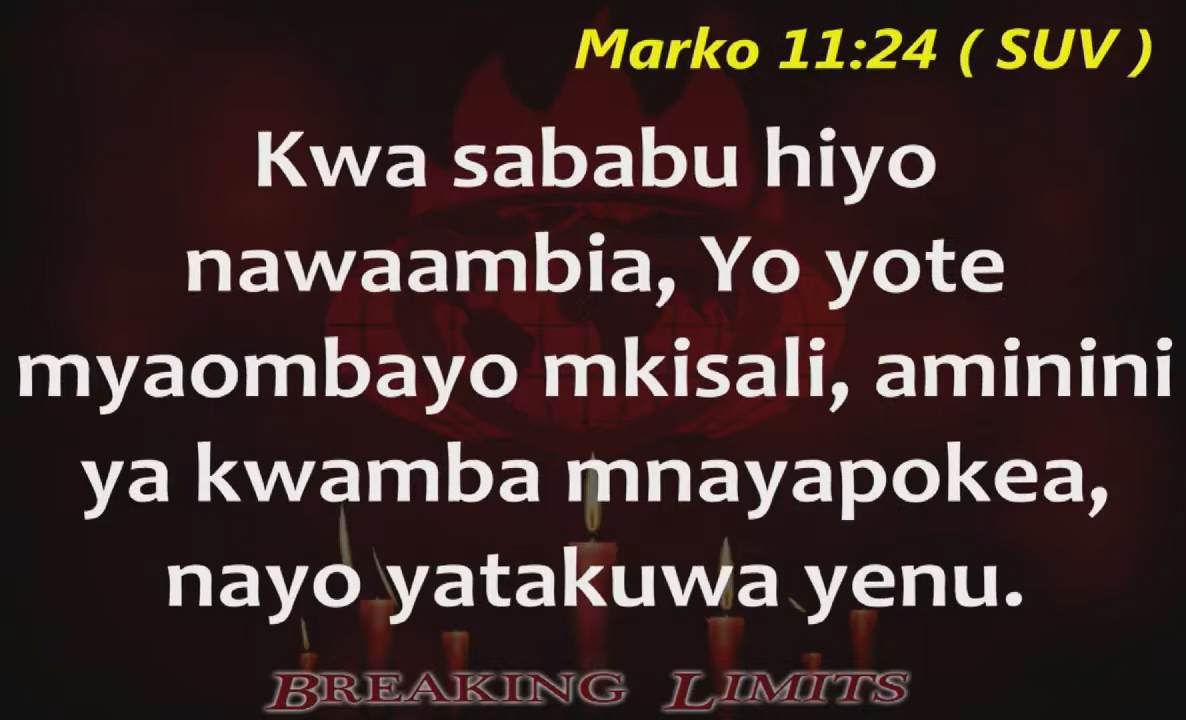 Marko 11:24 ( SUV )
Kwa sababu hiyo
nawaambia, Yo yote
myaombayo mkisali, aminini
ya kwamba mnayapokea,
nayo yatakuwa yenu.
BREAKING LIMITS